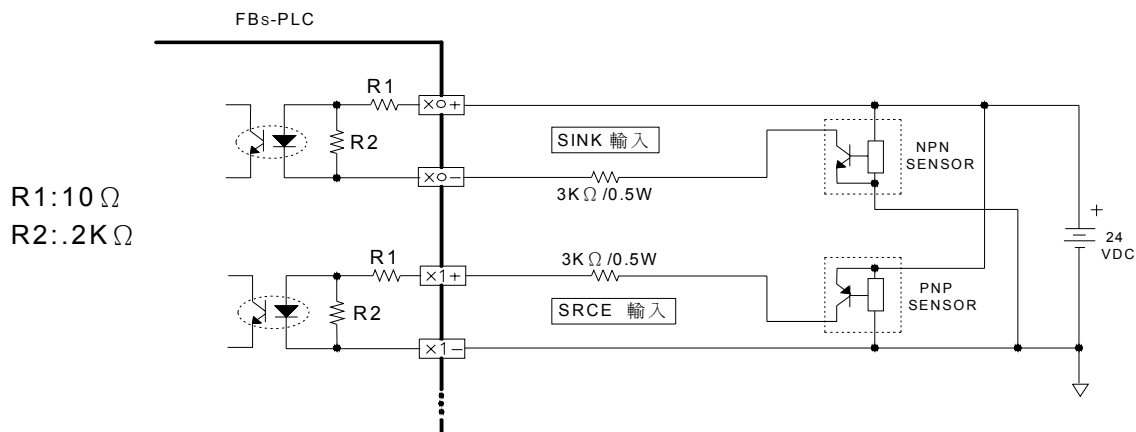 FBs-PLC
R1
X0+
R2
SINK 輸入
NPN
SENSOR
X0-
3KΩ/0.5W
R1:10Ω
R2:.2KΩ
+
24
VDC
R1
X1+
3KΩ/0.5W
R2
SRCE 輸入
PNP
SENSOR
X1-